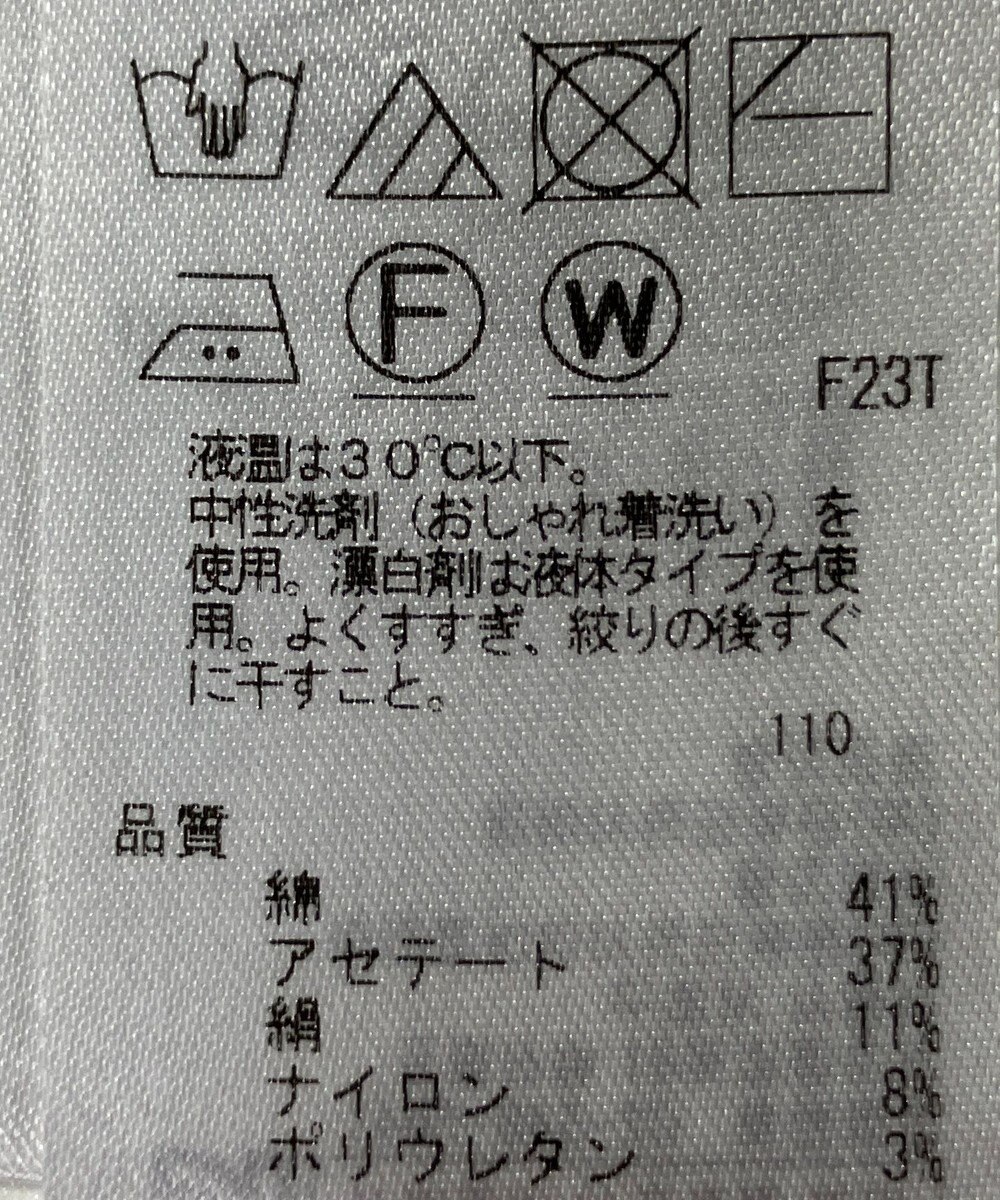 F W
F23T
液温は30℃以下。
中性洗剤(おしゃれ着洗い)を
使用。漂白剤は液体タイプを使
用。よくすすぎ、絞りの後すぐ
に干すこと。
110
品質
綿 41%
アセテート 37%
絹 11%
ナイロン 8%
ポリウレタン 3%